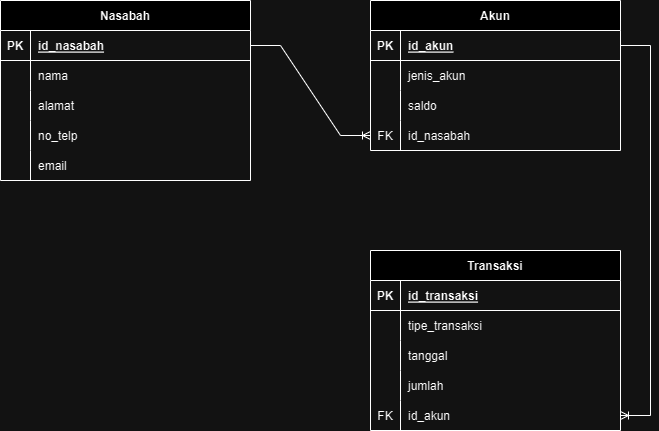 Nasabah
PK id_nasabah
nama
alamat
no_telp
email
Akun
PK id_akun
jenis_akun
saldo
FK id_nasabah
Transaksi
PK id_transaksi
tipe_transaksi
tanggal
jumlah
FK id_akun